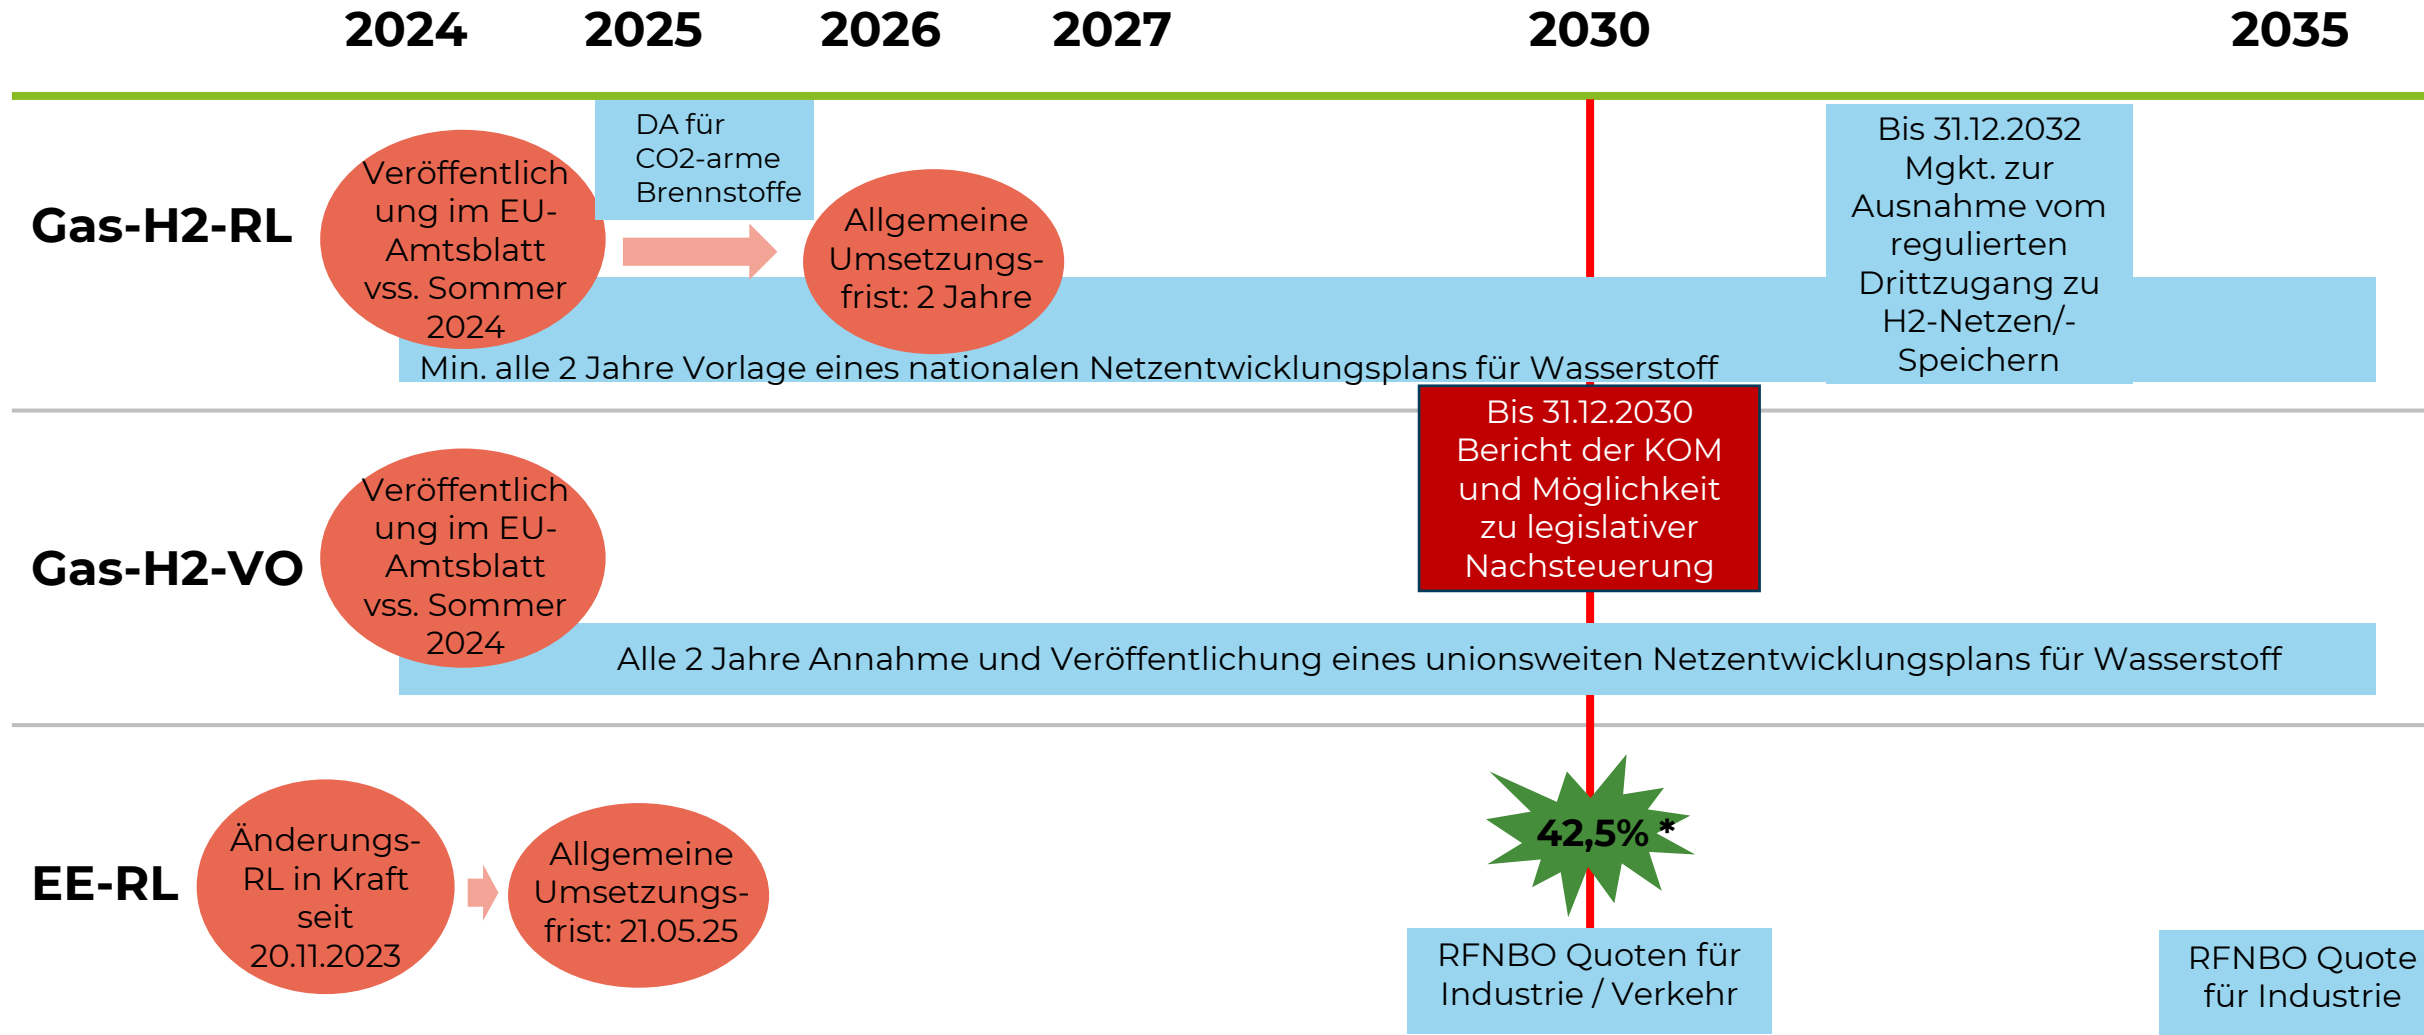 2024 2025 2026 2027 2030 2035
Gas-H2-RL
Veröffentlich
ung im EU-
Amtsblatt
vss. Sommer
2024
DA für
CO2-arme
Brennstoffe
Allgemeine
Umsetzungs-
frist: 2 Jahre
Bis 31.12.2032
Mgkt. zur
Ausnahme vom
regulierten
Drittzugang zu
H2-Netzen/-
Speichern
Min. alle 2 Jahre Vorlage eines nationalen Netzentwicklungsplans für Wasserstoff
Gas-H2-VO
Veröffentlich
ung im EU-
Amtsblatt
vss. Sommer
2024
Bis 31.12.2030
Bericht der KOM
und Möglichkeit
zu legislativer
Nachsteuerung
Alle 2 Jahre Annahme und Veröffentlichung eines unionsweiten Netzentwicklungsplans für Wasserstoff
EE-RL
Änderungs-
RL in Kraft
seit
20.11.2023
Allgemeine
Umsetzungs-
frist: 21.05.25
42,5% *
RFNBO Quoten für
Industrie / Verkehr
RFNBO Quote
für Industrie